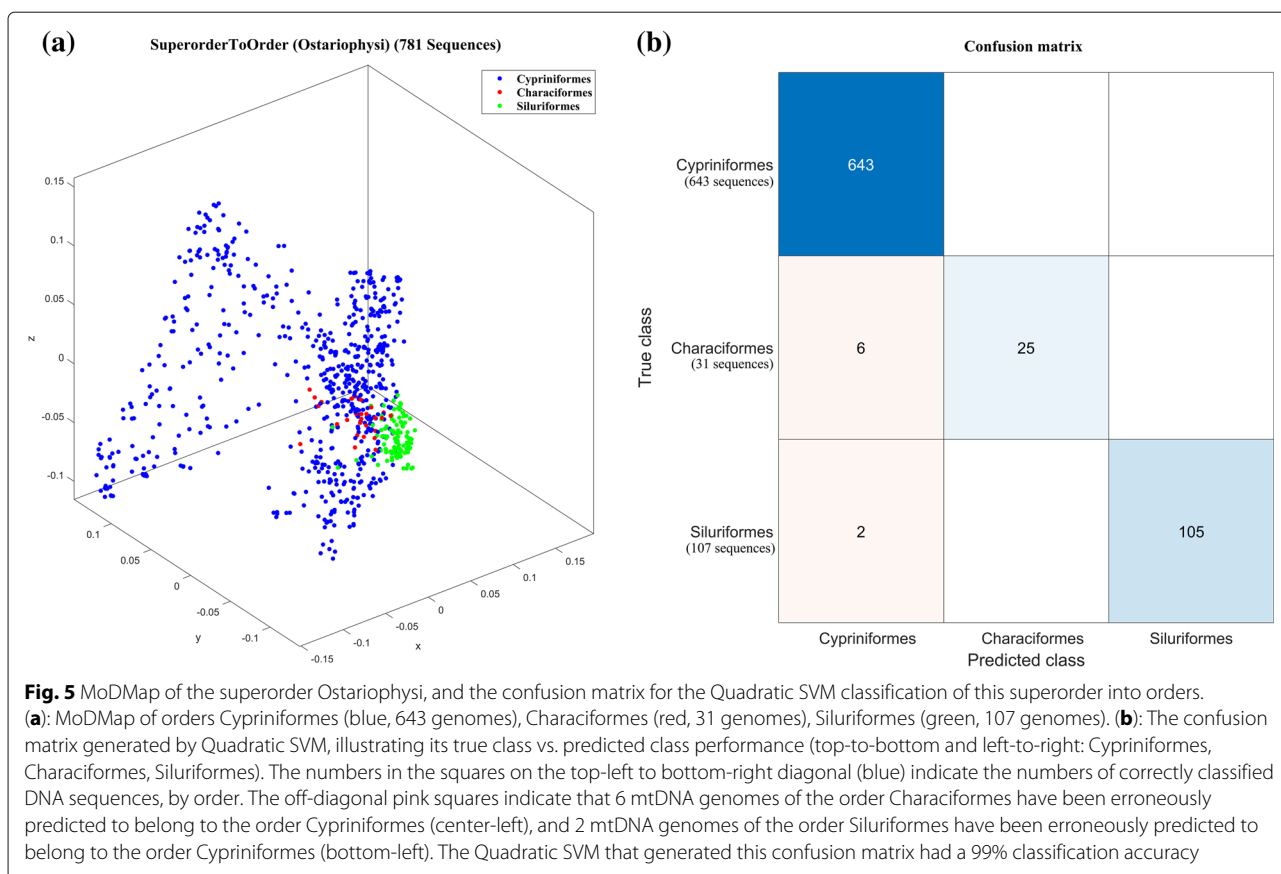 (a)
SuperorderToOrder (Ostariophysi) (781 Sequences)
Cypriniformes
Characiformes
Siluriformes
0.15
0.1
0.05
0
-0.05
-0.1
z
0.1
0.05
0
-0.05
-0.1
y
-0.15
-0.1
-0.05
0
0.05
0.1
0.15
x
(b)
Confusion matrix
True class
Cypriniformes
(643 sequences)
643
Characiformes
(31 sequences)
6
25
Siluriformes
(107 sequences)
2
105
Cypriniformes
Characiformes
Siluriformes
Predicted class
Fig. 5 MoDMap of the superorder Ostariophysi, and the confusion matrix for the Quadratic SVM classification of this superorder into orders.
(a): MoDMap of orders Cypriniformes (blue, 643 genomes), Characiformes (red, 31 genomes), Siluriformes (green, 107 genomes). (b): The confusion
matrix generated by Quadratic SVM, illustrating its true class vs. predicted class performance (top-to-bottom and left-to-right: Cypriniformes,
Characiformes, Siluriformes). The numbers in the squares on the top-left to bottom-right diagonal (blue) indicate the numbers of correctly classified
DNA sequences, by order. The off-diagonal pink squares indicate that 6 mtDNA genomes of the order Characiformes have been erroneously
predicted to belong to the order Cypriniformes (center-left), and 2 mtDNA genomes of the order Siluriformes have been erroneously predicted to
belong to the order Cypriniformes (bottom-left). The Quadratic SVM that generated this confusion matrix had a 99% classification accuracy